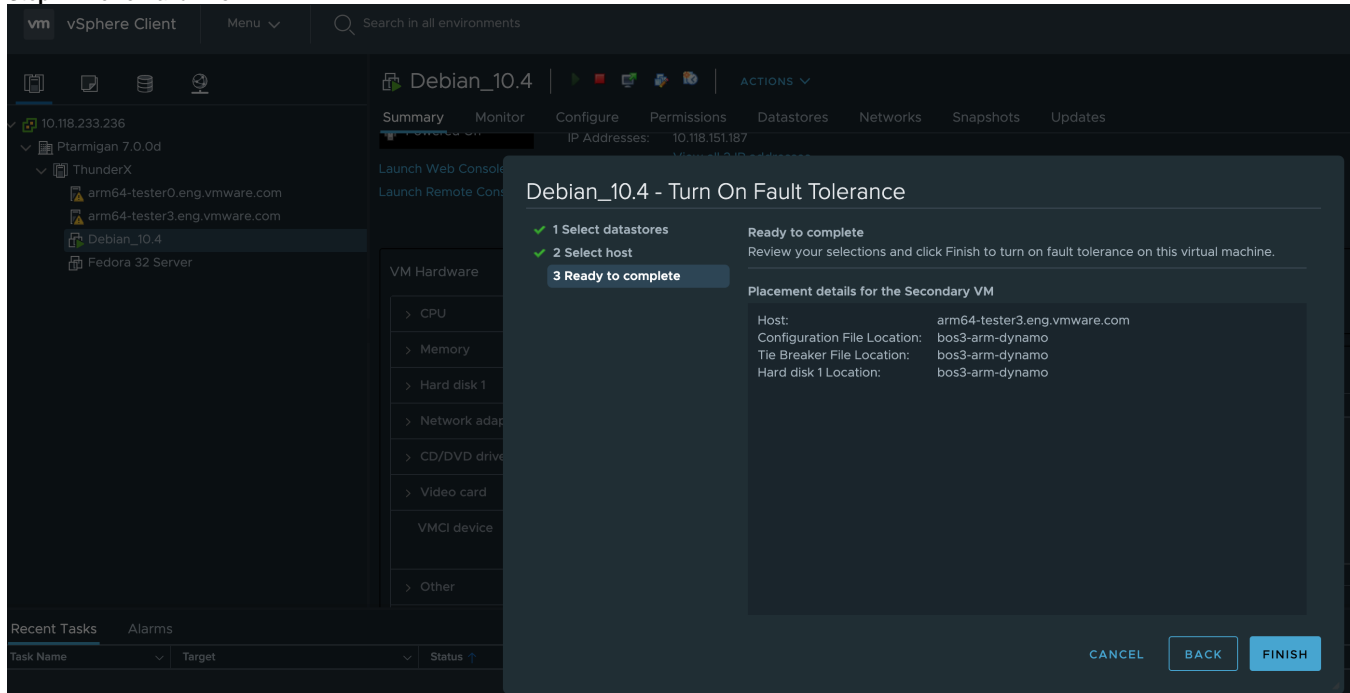 vm vSphere Client Menu Search in all environments
Debian_10.4 ACTIONS
Summary Monitor Configure Permissions Datastores Networks Snapshots Updates
10.118.233.236
Ptarmigan 7.0.0d
ThunderX
arm64-tester0.eng.vmware.com
arm64-tester3.eng.vmware.com
Debian_10.4
Fedora 32 Server
IP Addresses: 10.118.151.187
Launch Web Console
Launch Remote Cons
VM Hardware
CPU
Memory
Hard disk 1
Network adap
CD/DVD drive
Video card
VMCI device
Other
Debian_10.4 - Turn On Fault Tolerance
1 Select datastores
2 Select host
3 Ready to complete
Ready to complete
Review your selections and click Finish to turn on fault tolerance on this virtual machine.
Placement details for the Secondary VM
Host: arm64-tester3.eng.vmware.com
Configuration File Location: bos3-arm-dynamo
Tie Breaker File Location: bos3-arm-dynamo
Hard disk 1 Location: bos3-arm-dynamo
CANCEL BACK FINISH
Recent Tasks Alarms
Task Name Target Status